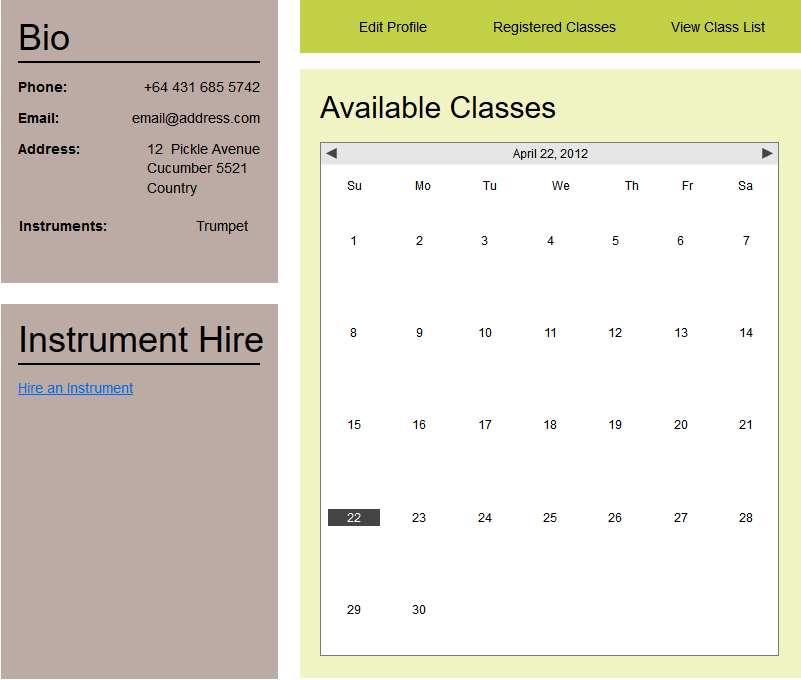 Bio
Phone: +64 431 685 5742
Email: email@address.com
Address: 12 Pickle Avenue
Cucumber 5521
Country
Instruments: Trumpet
Instrument Hire
Hire an Instrument
Edit Profile Registered Classes View Class List
Available Classes
April 22, 2012
Su Mo Tu We Th Fr Sa
1 2 3 4 5 6 7
8 9 10 11 12 13 14
15 16 17 18 19 20 21
22 23 24 25 26 27 28
29 30